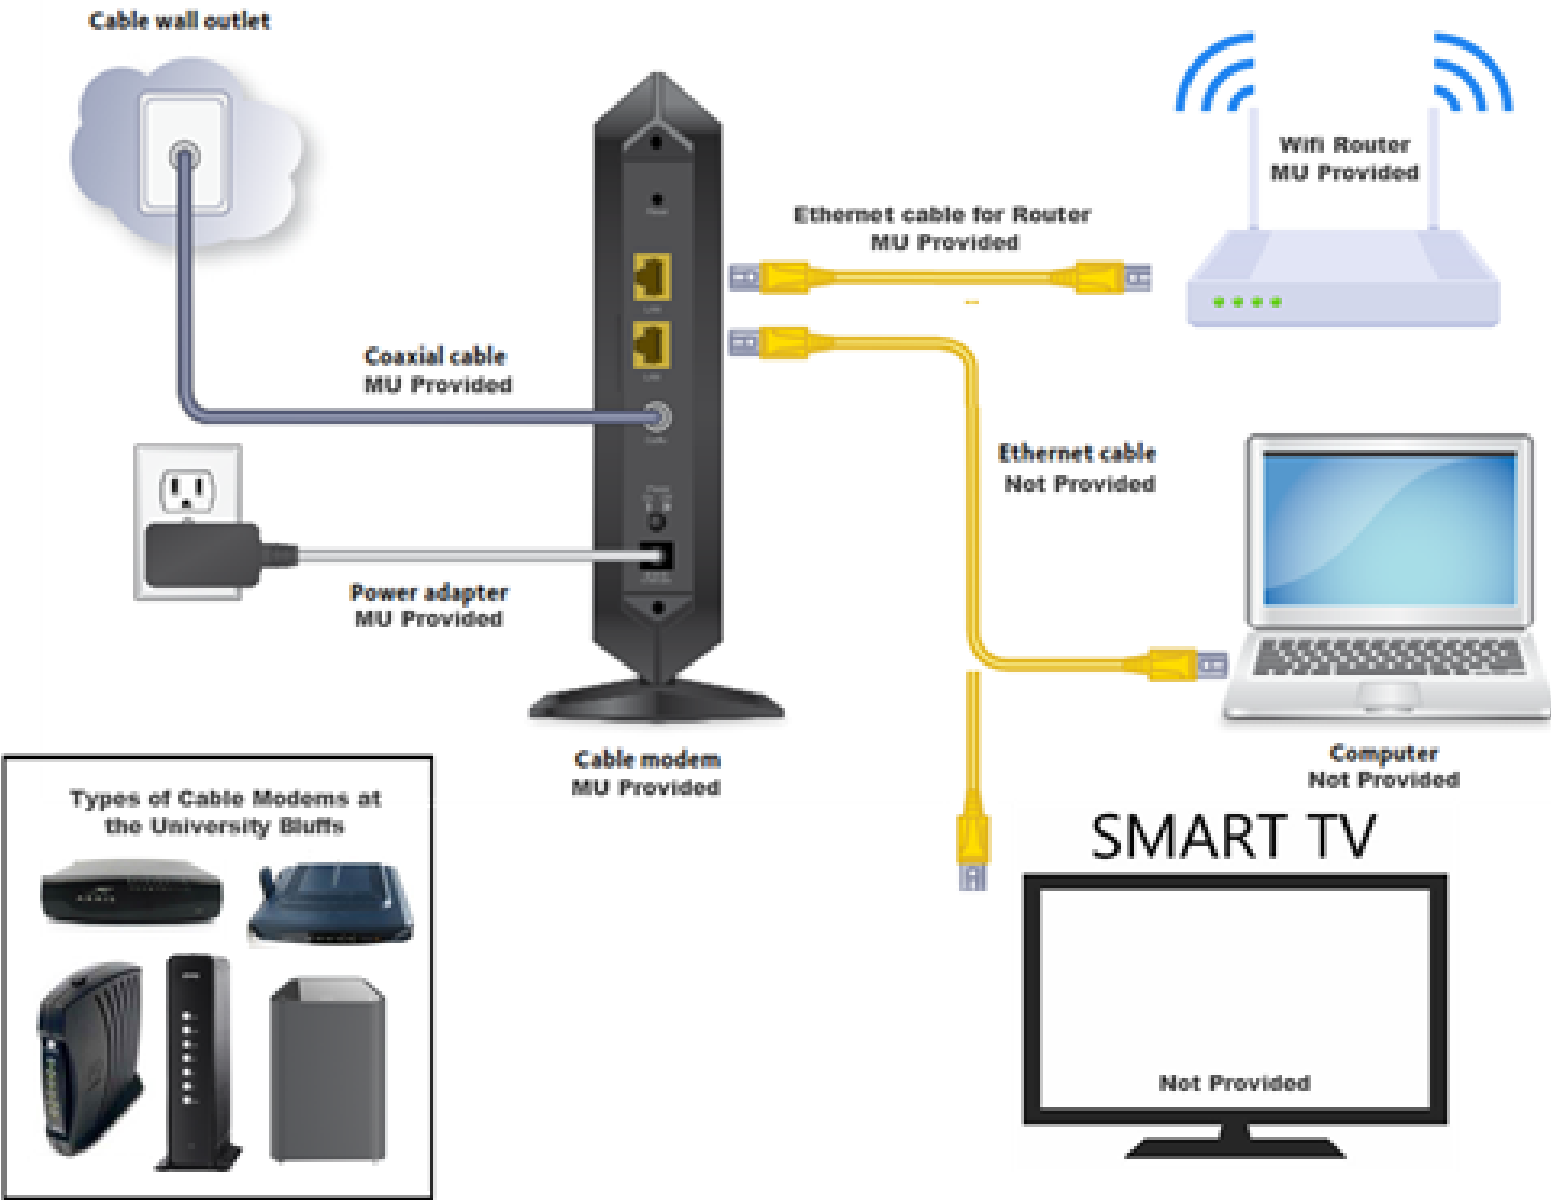 Cable wall outlet
Wifi Router
MU Provided
Ethernet cable for Router
MU Provided
Coaxial cable
MU Provided
Ethernet cable
Not Provided
Power adapter
MU Provided
Cable modem
MU Provided
Computer
Not Provided
Types of Cable Modems at
the University Bluffs
SMART TV
Not Provided